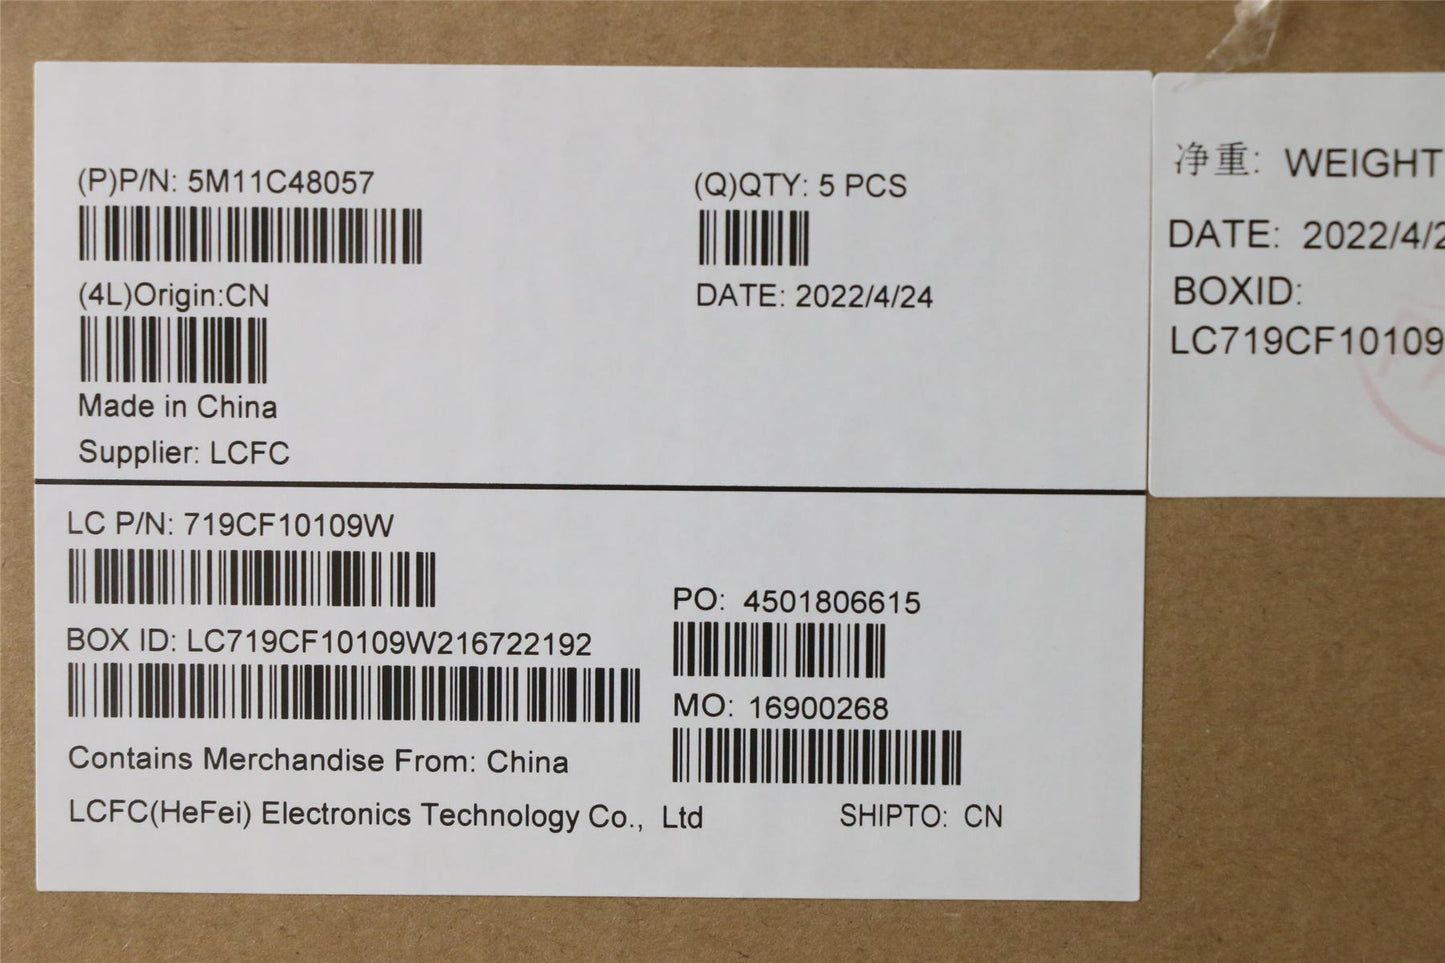 (P)P/N: 5M11C48057
(Q)QTY: 5 PCS
(4L)Origin:CN
DATE: 2022/4/24
Made in China
Supplier: LCFC
LC P/N: 719CF10109W
PO: 4501806615
BOX ID: LC719CF10109W216722192
MO: 16900268
Contains Merchandise From: China
LCFC(HeFei) Electronics Technology Co., Ltd
SHIPTO: CN
净重: WEIGHT
DATE: 2022/4/2
BOXID:
LC719CF10109